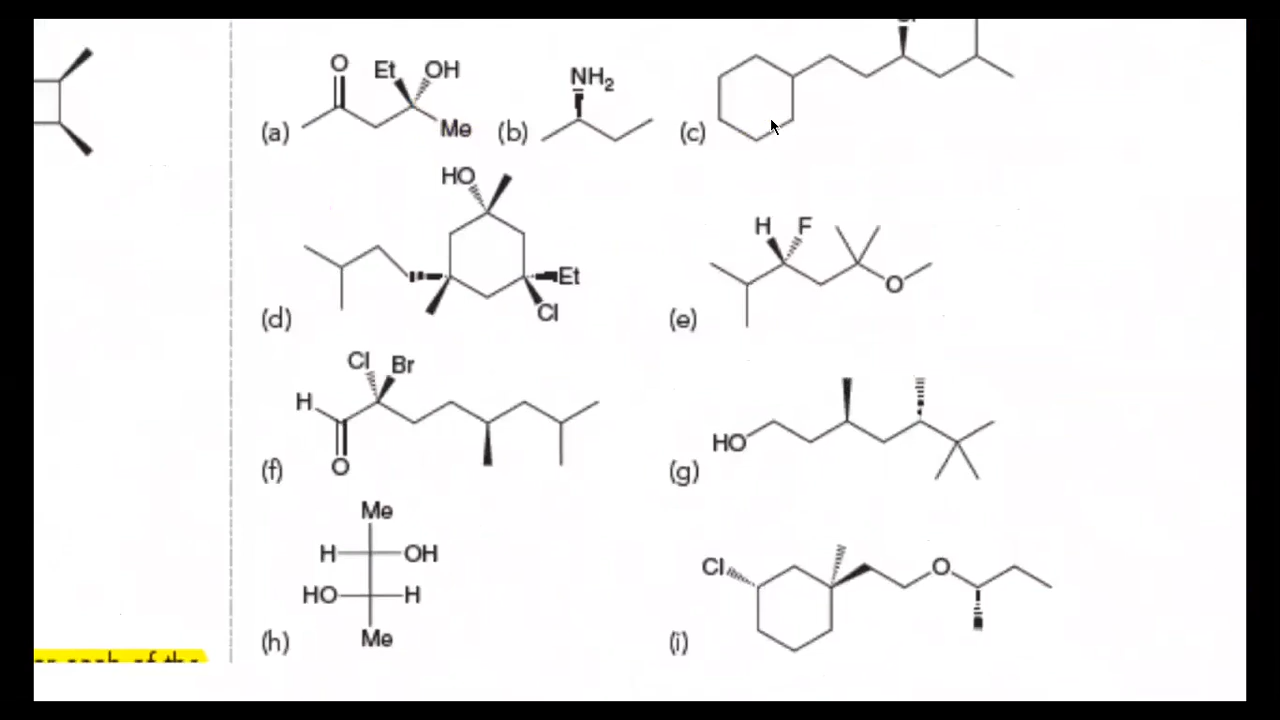 O
Et OH
Me
(a)
NH2
(b)
(c)
HO
Et
Cl
(d)
H F
O
(e)
Cl Br
H
O
(f)
HO
(g)
Me
H OH
HO H
Me
(h)
Cl O
(i)